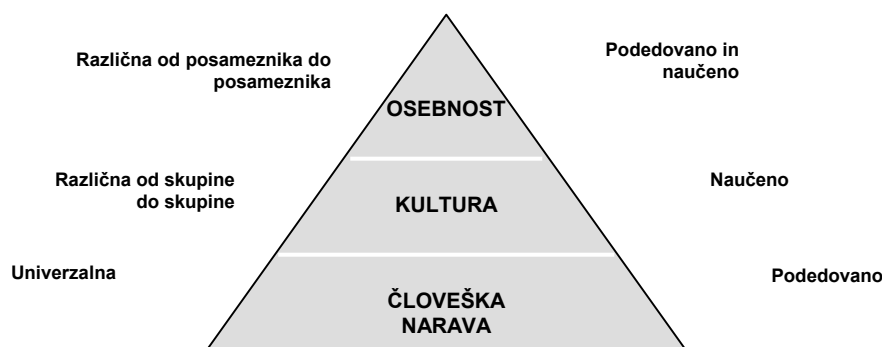 Različna od posameznika do
posameznika
Podedovano in
naučeno
OSEBNOST
Različna od skupine
do skupine
Naučeno
KULTURA
Univerzalna
Podedovano
ČLOVEŠKA
NARAVA